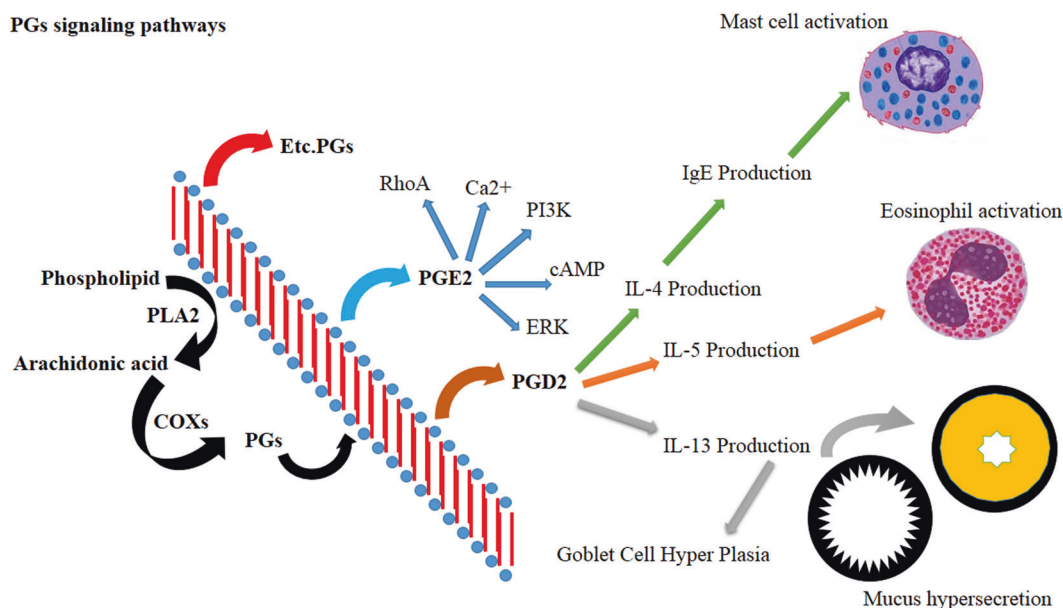 PGs signaling pathways
Mast cell activation
Etc.PGs
RhoA
Ca2+
PI3K
IgE Production
Eosinophil activation
Phospholipid
PGE2
cAMP
IL-4 Production
PLA2
ERK
IL-5 Production
Arachidonic acid
PGD2
COXs
PGs
IL-13 Production
Goblet Cell Hyper Plasia
Mucus hypersecretion